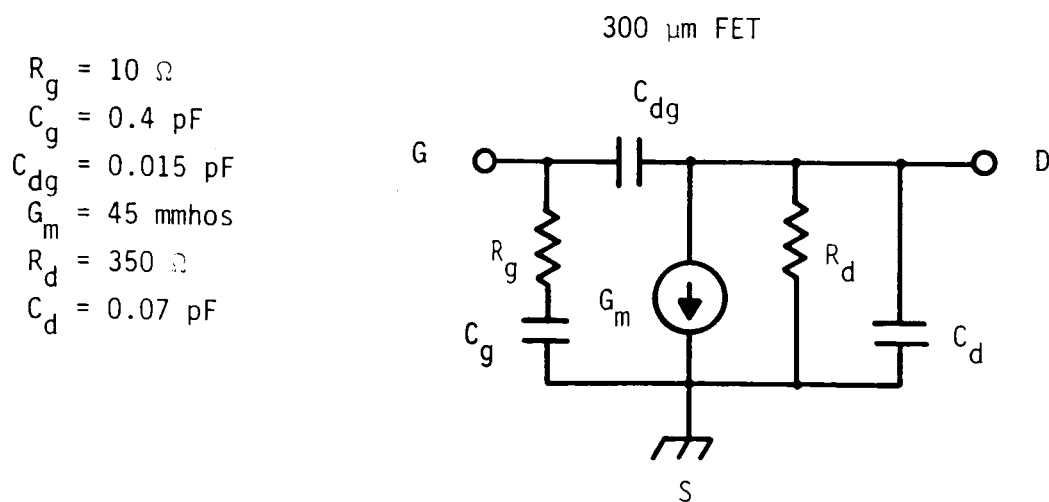 300 μm FET
R_g = 10 Ω
C_g = 0.4 pF
C_dg = 0.015 pF
G_m = 45 mmhos
R_d = 350 Ω
C_d = 0.07 pF
C_dg
G
D
R_g
G_m
R_d
C_g
C_d
S